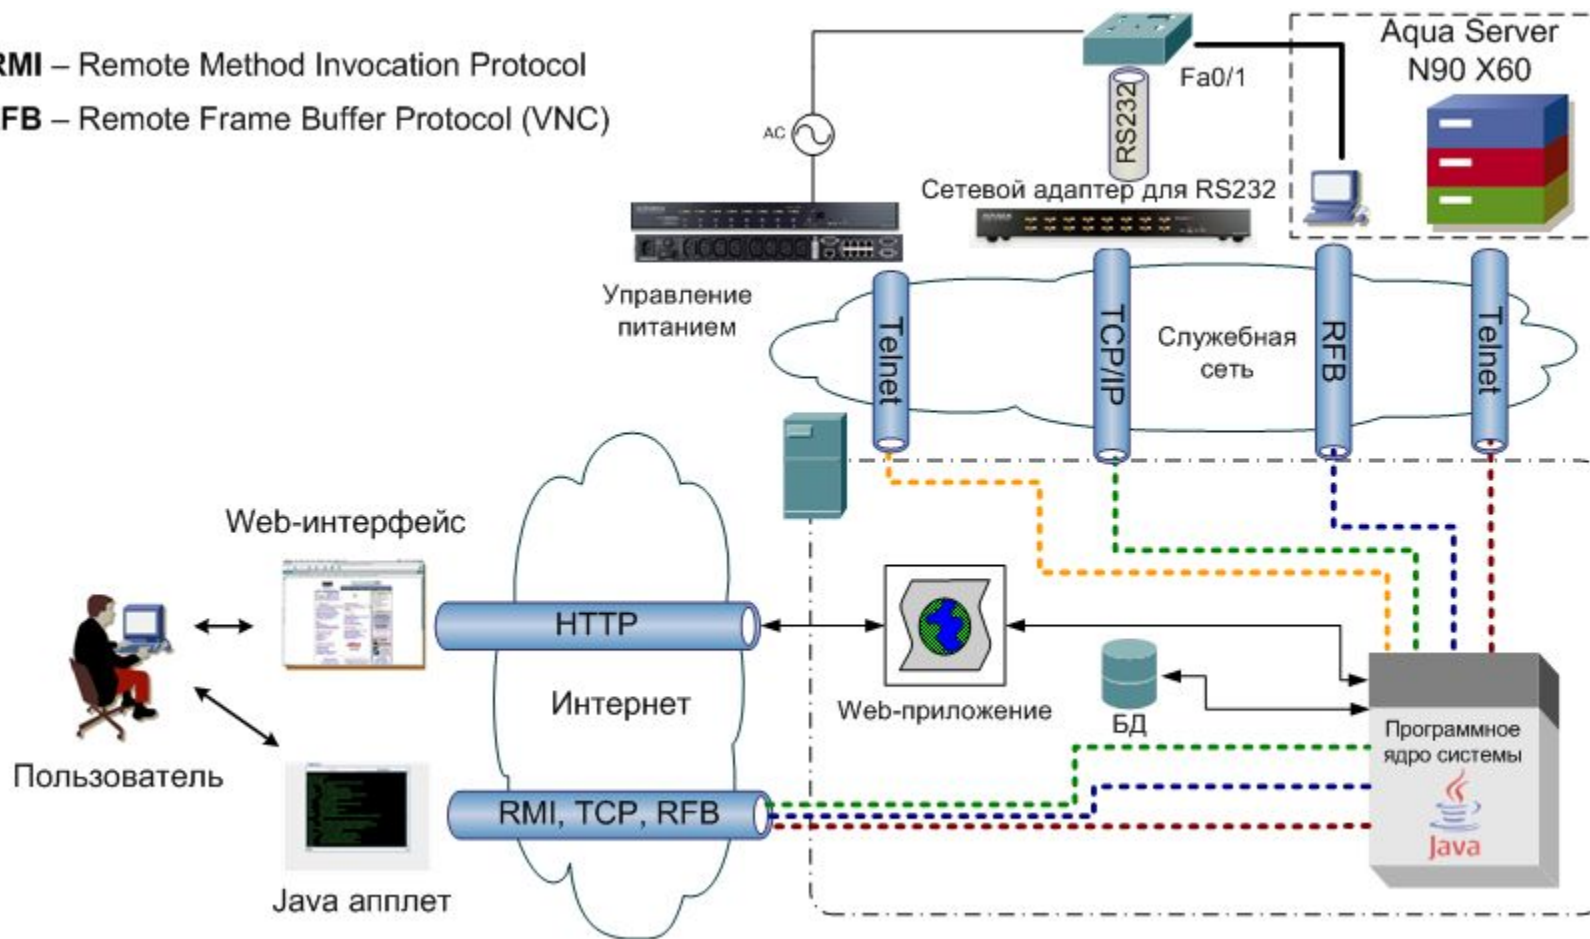 RMI – Remote Method Invocation Protocol
FB – Remote Frame Buffer Protocol (VNC)
AC
RS232
Fa0/1
Aqua Server
N90 X60
Сетевой адаптер для RS232
Управление
питанием
Telnet
TCP/IP
Служебная
сеть
RFB
Telnet
Web-интерфейс
HTTP
Интернет
Web-приложение
БД
Программное
ядро системы
Java
Пользователь
RMI, TCP, RFB
Java апплет